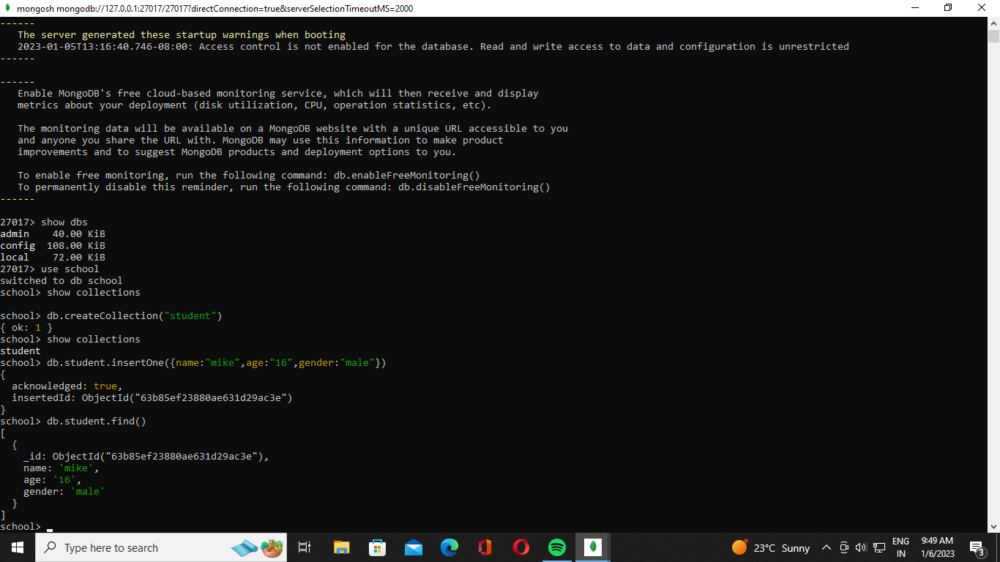 mongosh mongodb://127.0.0.1:27017/27017?directConnection=true&serverSelectionTimeoutMS=2000
------
   The server generated these startup warnings when booting
   2023-01-05T13:16:40.746-08:00: Access control is not enabled for the database. Read and write access to data and configuration is unrestricted
------

------
   Enable MongoDB's free cloud-based monitoring service, which will then receive and display
   metrics about your deployment (disk utilization, CPU, operation statistics, etc).

   The monitoring data will be available on a MongoDB website with a unique URL accessible to you
   and anyone you share the URL with. MongoDB may use this information to make product
   improvements and to suggest MongoDB products and deployment options to you.

   To enable free monitoring, run the following command: db.enableFreeMonitoring()
   To permanently disable this reminder, run the following command: db.disableFreeMonitoring()
------

27017> show dbs
admin    40.00 KiB
config  108.00 KiB
local    72.00 KiB
27017> use school
switched to db school
school> show collections

school> db.createCollection("student")
{ ok: 1 }
school> show collections
student
school> db.student.insertOne({name:"mike",age:"16",gender:"male"})
{
  acknowledged: true,
  insertedId: ObjectId("63b85ef23880ae631d29ac3e")
}
school> db.student.find()
[
  {
    _id: ObjectId("63b85ef23880ae631d29ac3e"),
    name: 'mike',
    age: '16',
    gender: 'male'
  }
]
school>
Type here to search
23°C Sunny
ENG
IN
9:49 AM
1/6/2023
3